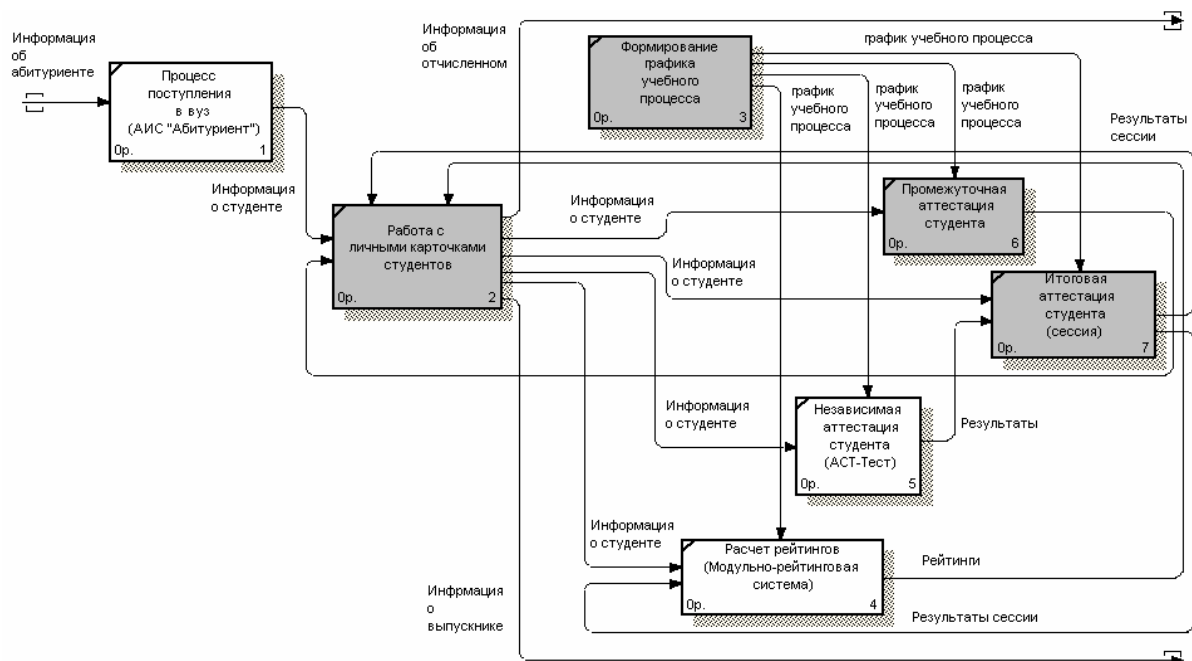 Информация
об
абитуриенте
Процесс
поступления
в вуз
(АИС "Абитуриент")
0р.
1
Информация
о студенте
Информация
об
отчисленном
Формирование
графика
учебного
процесса
0р.
3
график учебного процесса
график
учебного
процесса
график
учебного
процесса
график
учебного
процесса
Результаты
сессии
Работа с
личными карточками
студентов
0р.
2
Информация
о студенте
Промежуточная
аттестация
студента
0р.
6
Информация
о студенте
Итоговая
аттестация
студента
(сессия)
0р.
7
Информация
о студенте
Независимая
аттестация
студента
(АСТ-Тест)
0р.
5
Результаты
Информация
о студенте
Расчет рейтингов
(Модульно-рейтинговая
система)
0р.
4
Рейтинги
Результаты сессии
Инфрмация
о
выпускнике